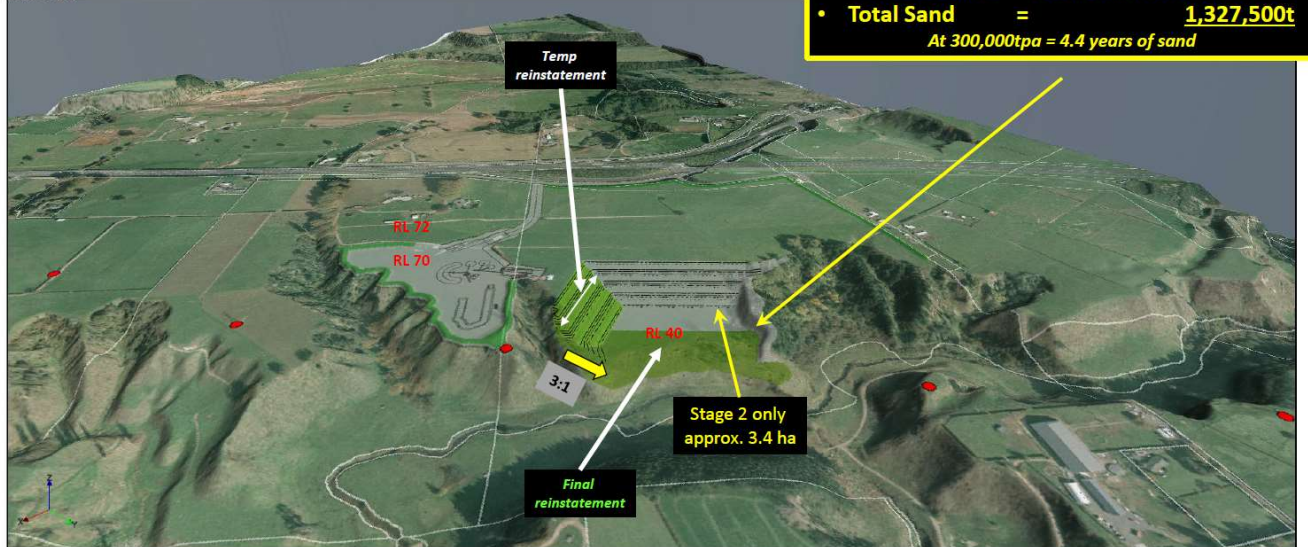 • Total Sand = 1,327,500t
At 300,000tpa = 4.4 years of sand
Temp
reinstatement
RL 72
RL 70
RL 40
3:1
Stage 2 only
approx. 3.4 ha
Final
reinstatement